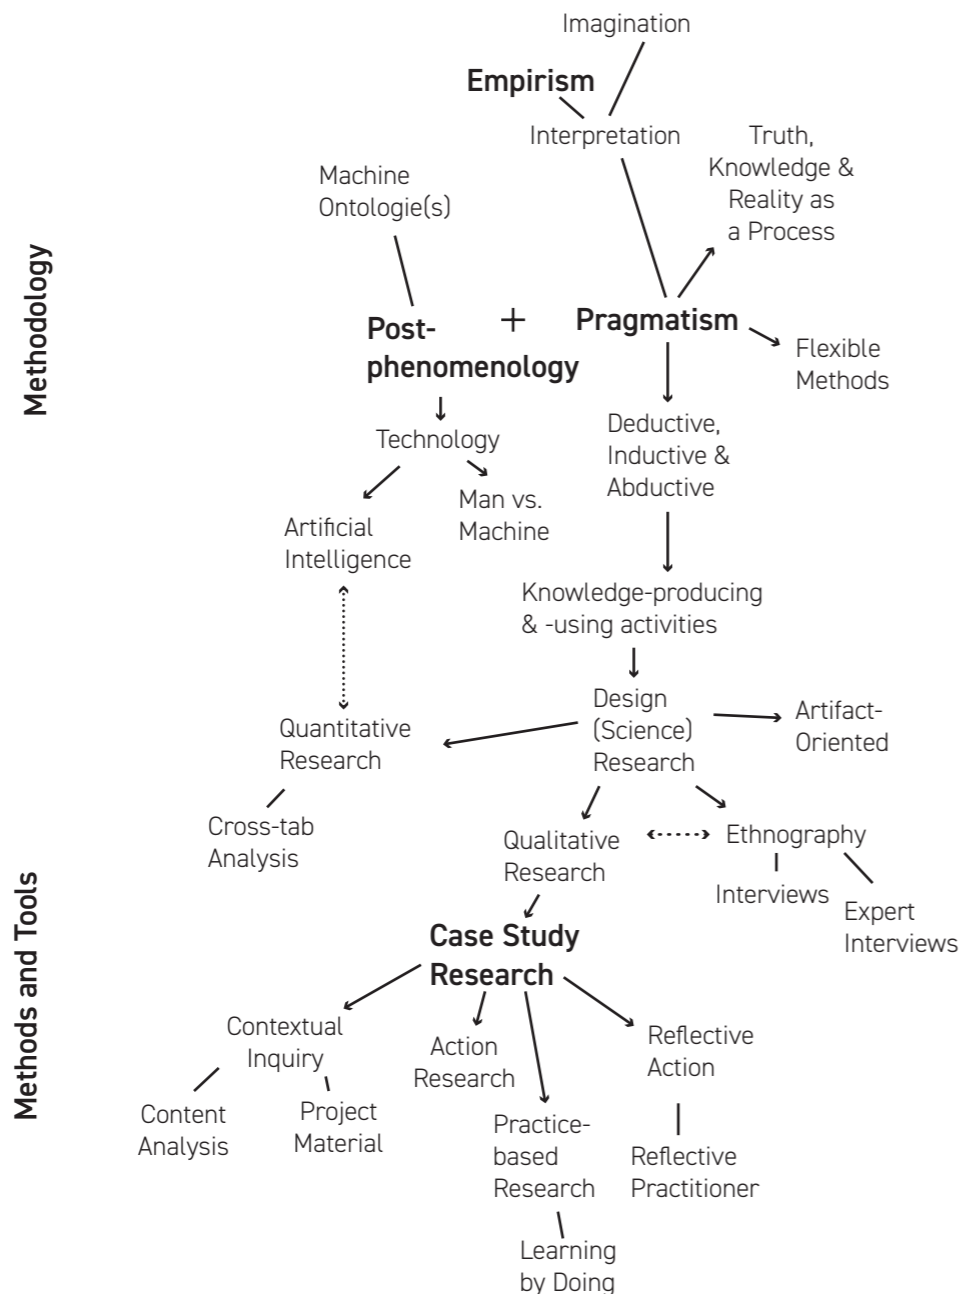 Imagination
Empirism
Interpretation
Truth,
Knowledge &
Reality as
a Process
Machine
Ontologie(s)
Methodology
Post-
phenomenology
+
Pragmatism
Flexible
Methods
Technology
Deductive,
Inductive &
Abductive
Man vs.
Machine
Artificial
Intelligence
Knowledge-producing
& -using activities
Design
(Science)
Research
Artifact-
Oriented
Quantitative
Research
Cross-tab
Analysis
Qualitative
Research
Ethnography
Interviews
Expert
Interviews
Methods and Tools
Case Study
Research
Contextual
Inquiry
Action
Research
Reflective
Action
Content
Analysis
Project
Material
Practice-
based
Research
Reflective
Practitioner
Learning
by Doing